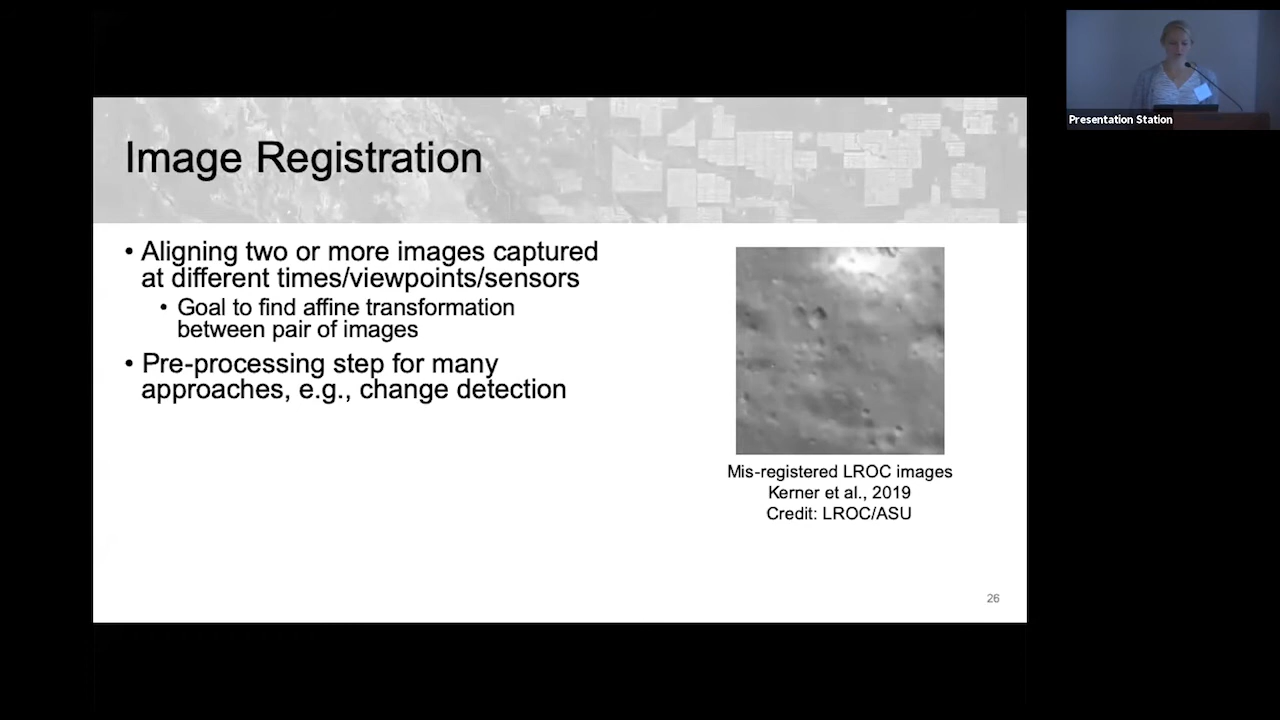 Image Registration
• Aligning two or more images captured
at different times/viewpoints/sensors
• Goal to find affine transformation
between pair of images
• Pre-processing step for many
approaches, e.g., change detection
Mis-registered LROC images
Kerner et al., 2019
Credit: LROC/ASU
26
Presentation Station